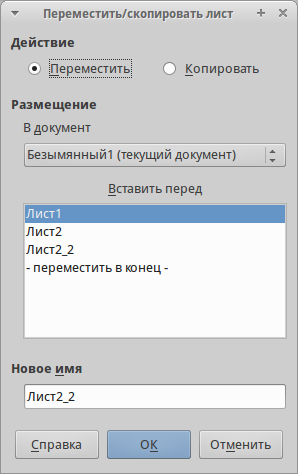 Переместить/скопировать лист
Действие
Переместить
Копировать
Размещение
В документ
Безымянный1 (текущий документ)
Вставить перед
Лист1
Лист2
Лист2_2
- переместить в конец -
Новое имя
Лист2_2
Справка
OK
Отменить